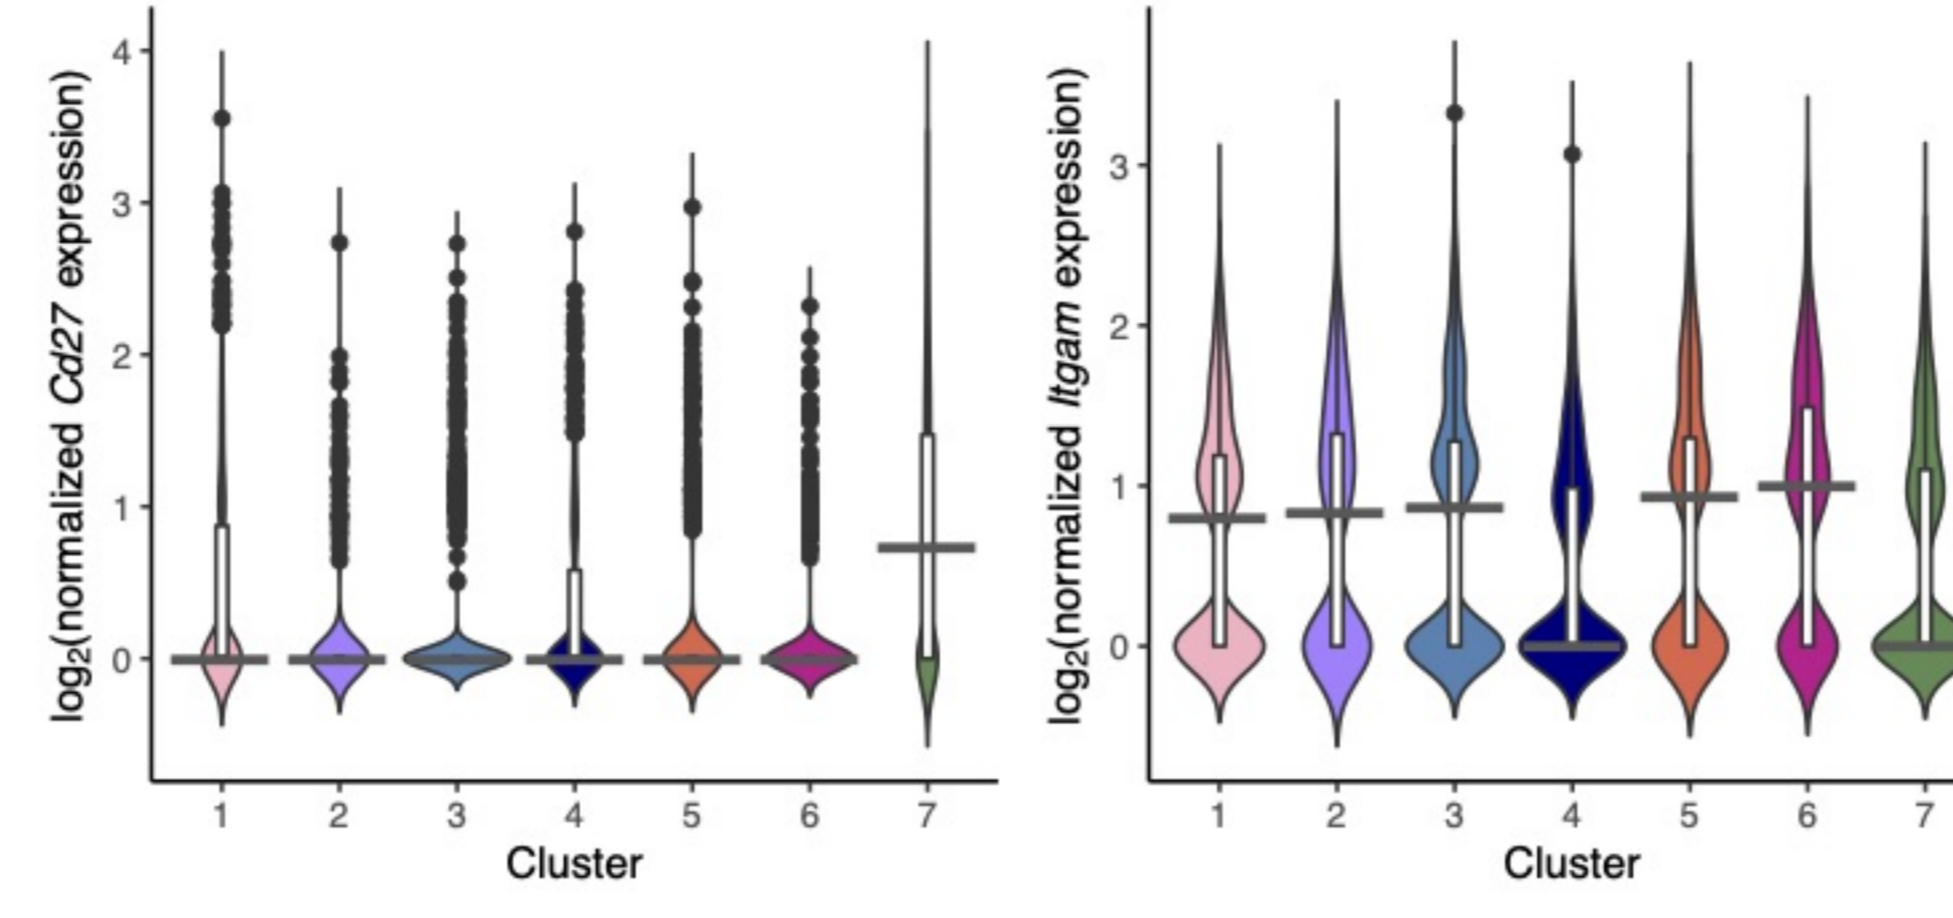 log2(normalized Cd27 expression)
4
3
2
1
0
1 2 3 4 5 6 7
Cluster
log2(normalized Itgam expression)
3
2
1
0
1 2 3 4 5 6 7
Cluster